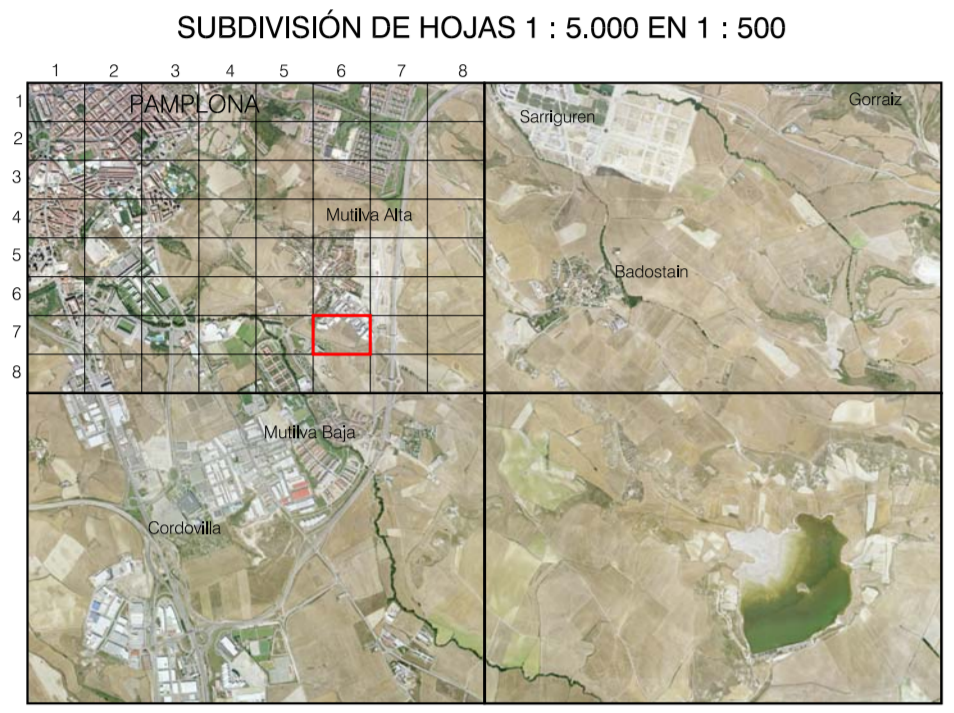 SUBDIVISIÓN DE HOJAS 1 : 5.000 EN 1 : 500
1 2 3 4 5 6 7 8
1
2
3
4
5
6
7
8
PAMPLONA
Sarriguren
Gorraiz
Mutilva Alta
Badostain
Mutilva Baja
Cordovilla